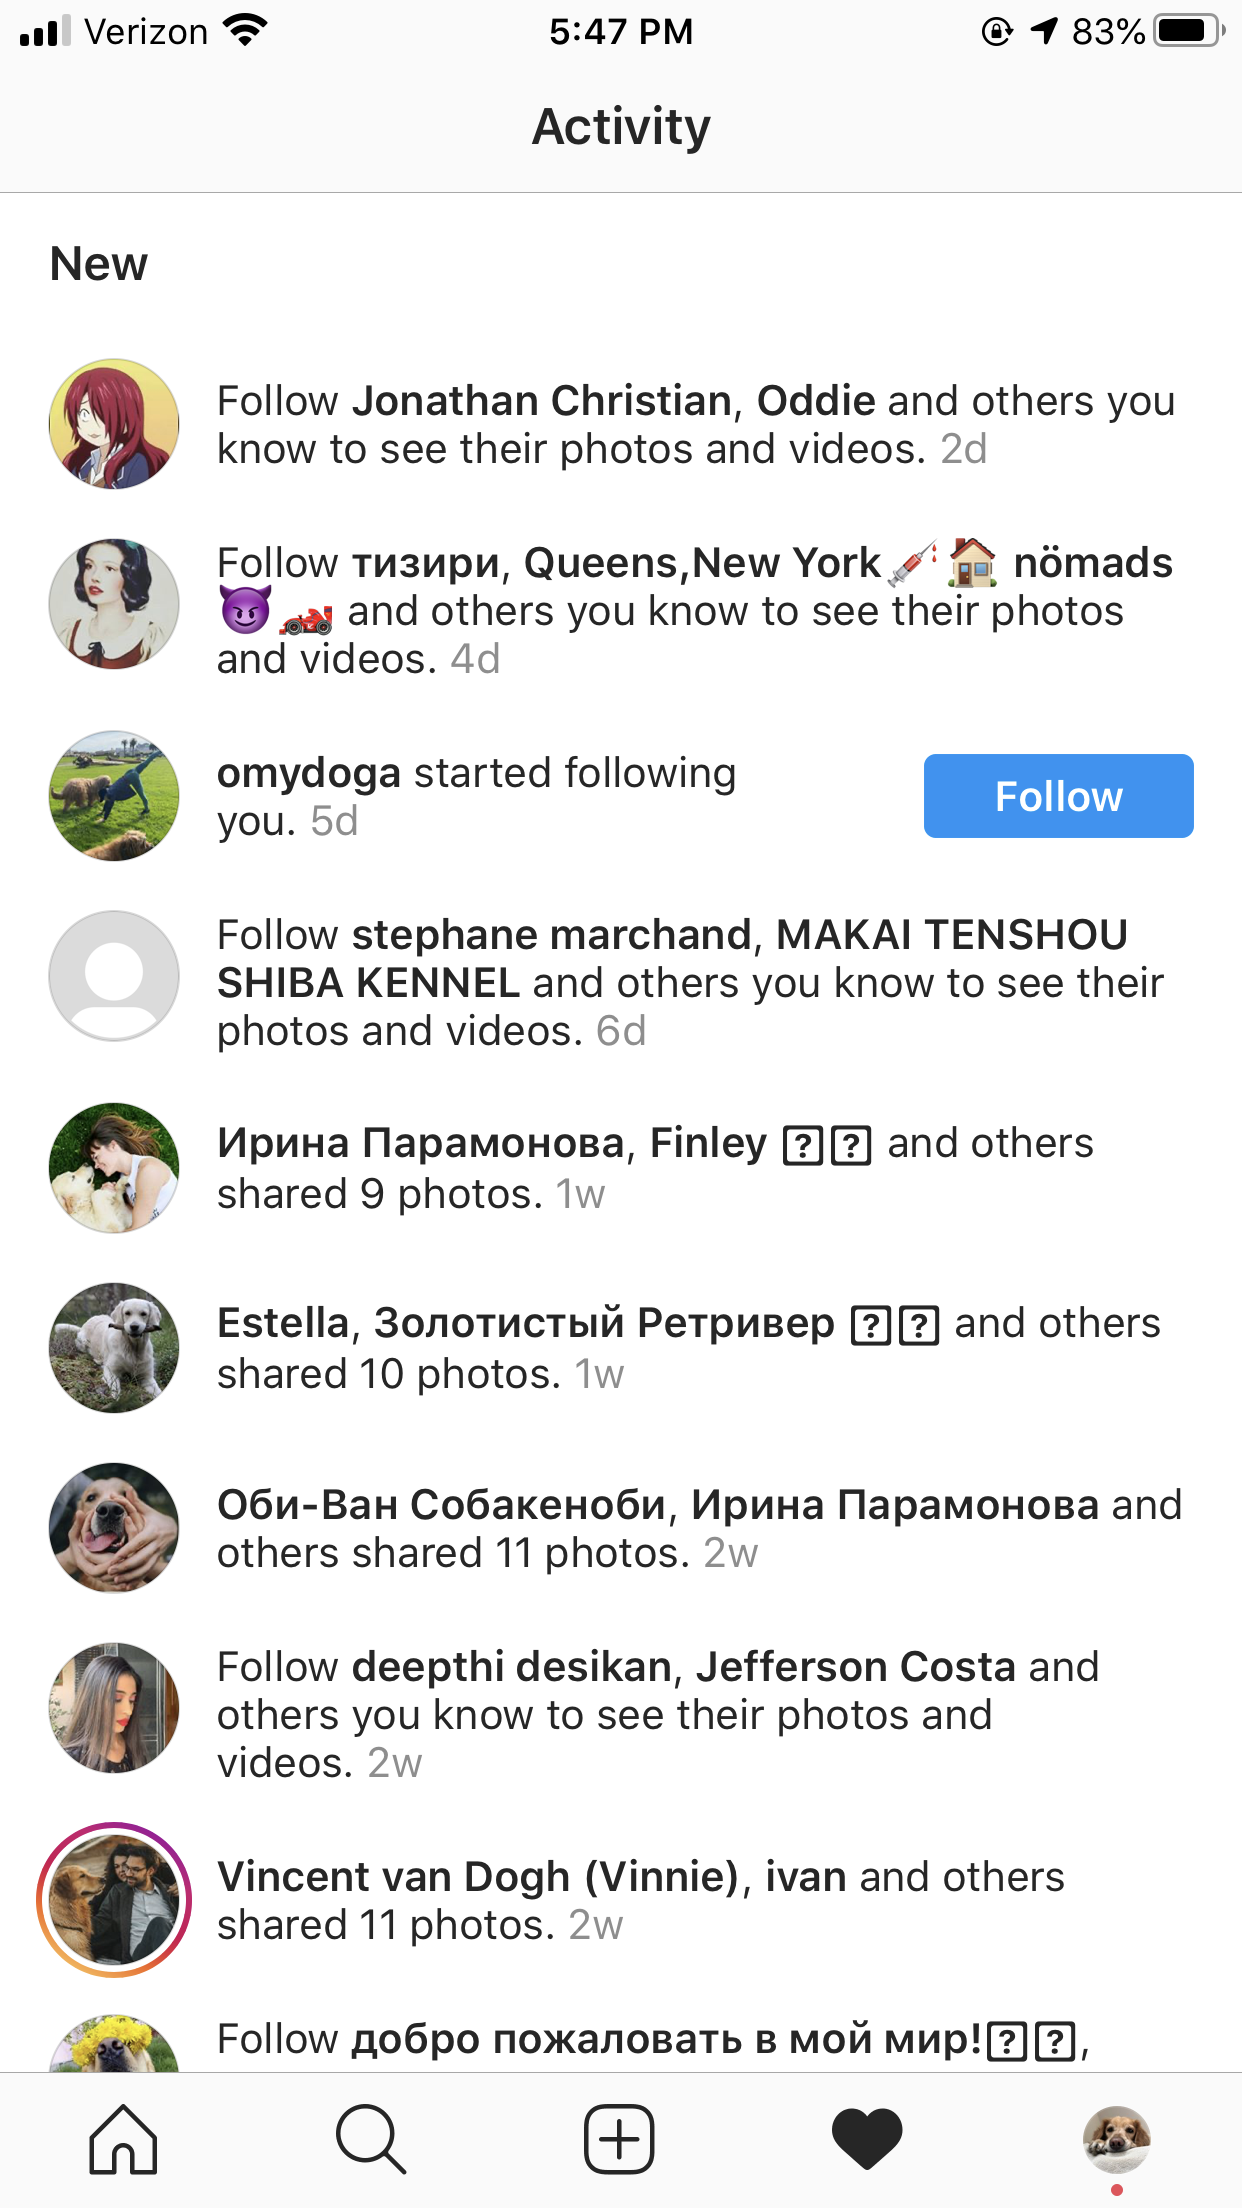 Verizon 5:47 PM 83%
Activity
New
Follow Jonathan Christian, Oddie and others you
know to see their photos and videos. 2d
Follow тизири, Queens,New York💉🏠 nömads
😈🏎 and others you know to see their photos
and videos. 4d
omydoga started following
you. 5d
Follow
Follow stephane marchand, MAKAI TENSHOU
SHIBA KENNEL and others you know to see their
photos and videos. 6d
Ирина Парамонова, Finley ⍰⍰ and others
shared 9 photos. 1w
Estella, Золотистый Ретривер ⍰⍰ and others
shared 10 photos. 1w
Оби-Ван Собакеноби, Ирина Парамонова and
others shared 11 photos. 2w
Follow deepthi desikan, Jefferson Costa and
others you know to see their photos and
videos. 2w
Vincent van Dogh (Vinnie), ivan and others
shared 11 photos. 2w
Follow добро пожаловать в мой мир!⍰⍰,